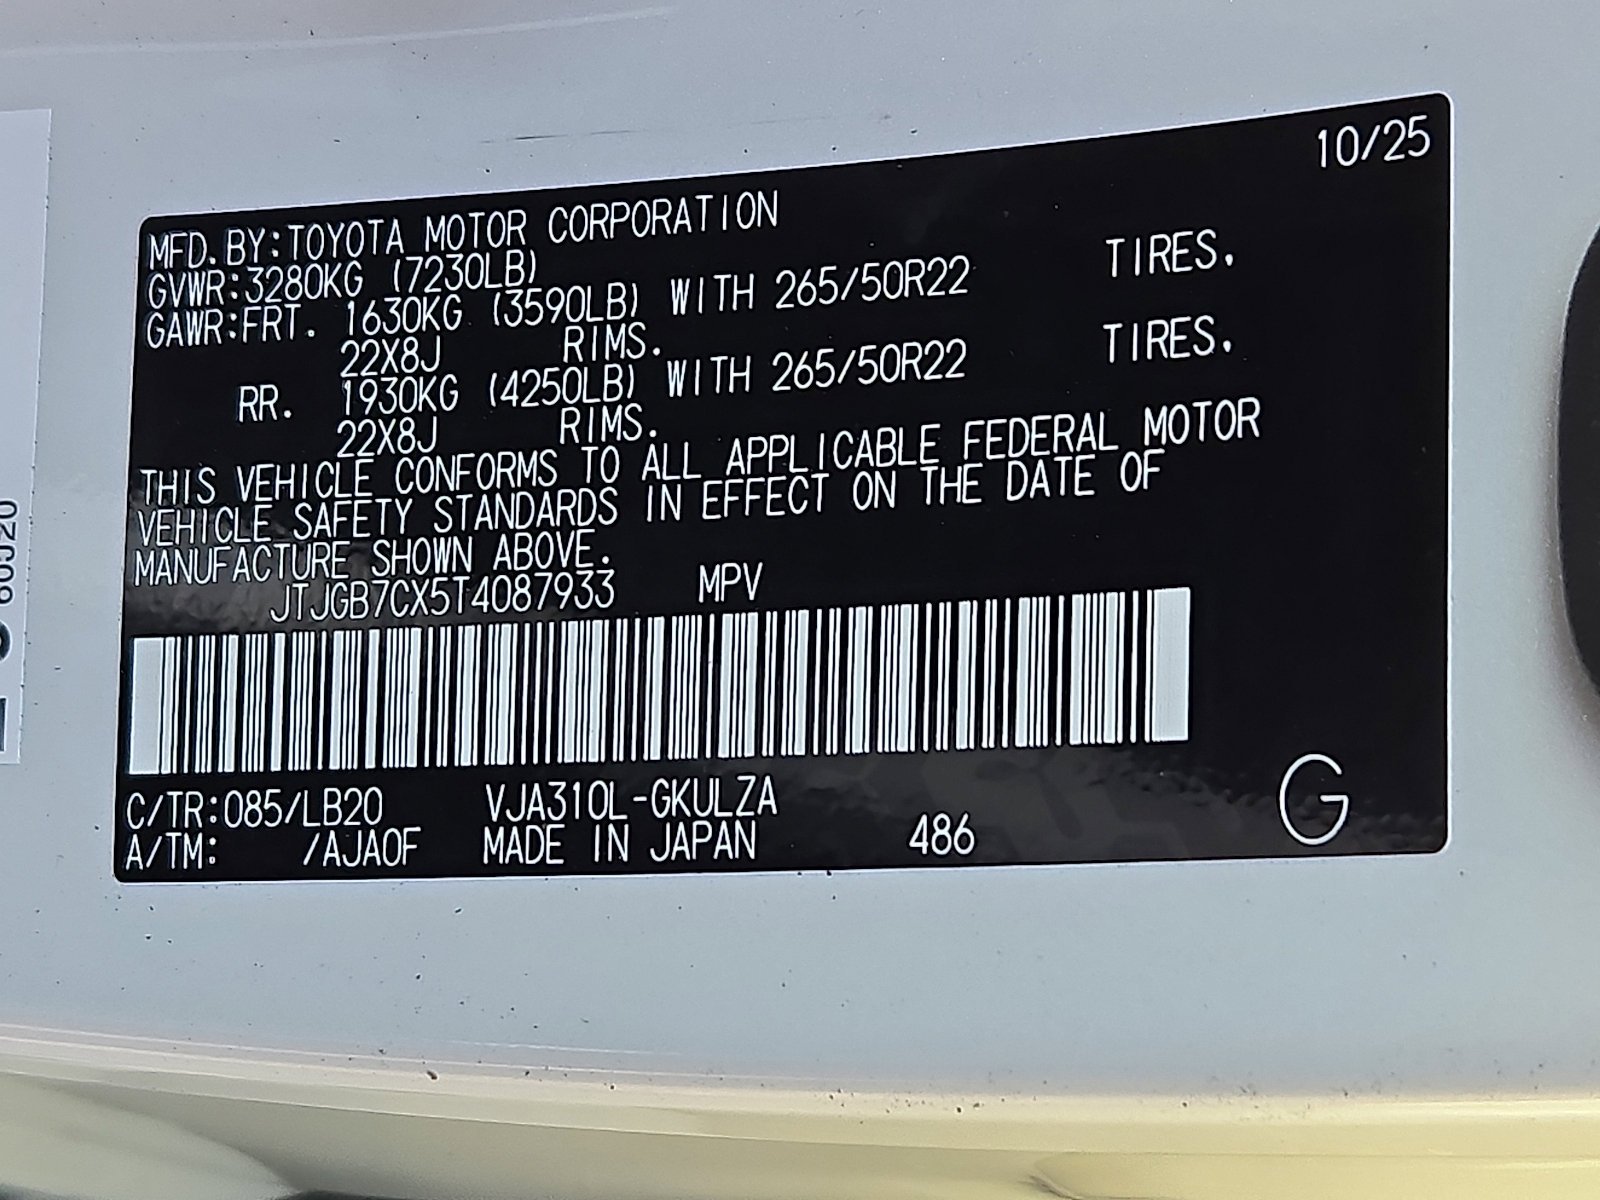 10/25
MFD. BY: TOYOTA MOTOR CORPORATION
GVWR: 3280KG (7230LB)
GAWR: FRT. 1630KG (3590LB) WITH 265/50R22 TIRES.
22X8J RIMS.
RR. 1930KG (4250LB) WITH 265/50R22 TIRES.
22X8J RIMS.
THIS VEHICLE CONFORMS TO ALL APPLICABLE FEDERAL MOTOR
VEHICLE SAFETY STANDARDS IN EFFECT ON THE DATE OF
MANUFACTURE SHOWN ABOVE.
JTJGB7CX5T4087933 MPV
C/TR: 085/LB20 VJA310L-GKULZA
A/TM: /AJA0F MADE IN JAPAN 486
G
60J20